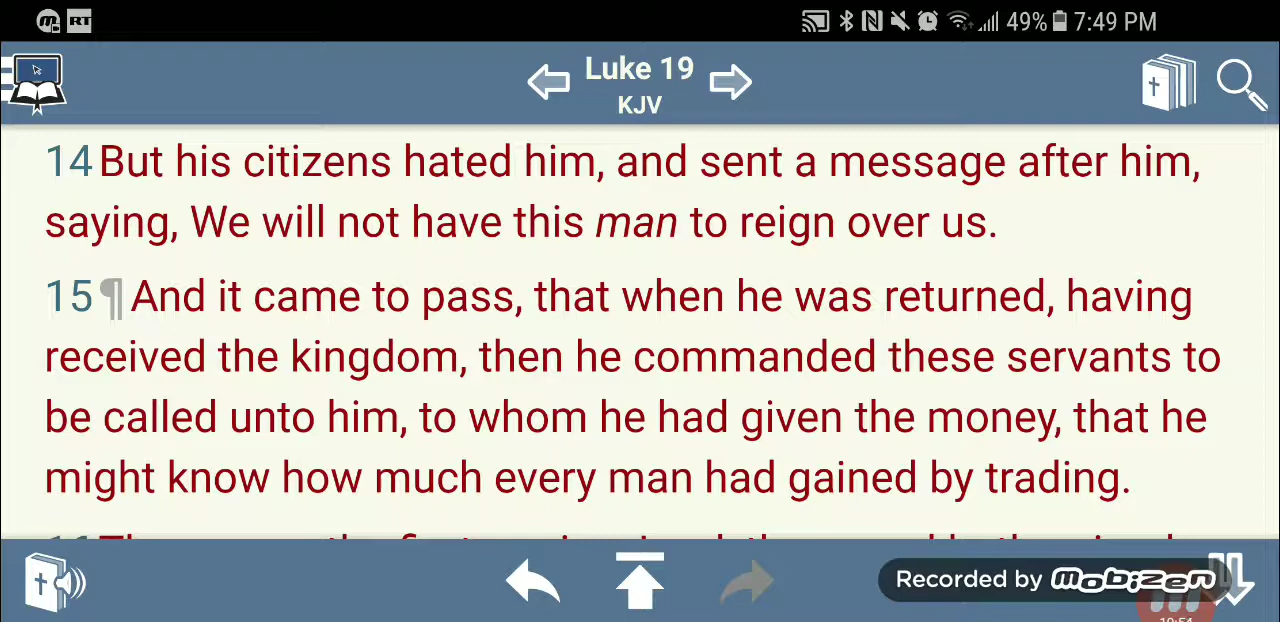 RT 49% 7:49 PM
Luke 19
KJV
14 But his citizens hated him, and sent a message after him,
saying, We will not have this man to reign over us.
15 ¶ And it came to pass, that when he was returned, having
received the kingdom, then he commanded these servants to
be called unto him, to whom he had given the money, that he
might know how much every man had gained by trading.
Recorded by Mobizen